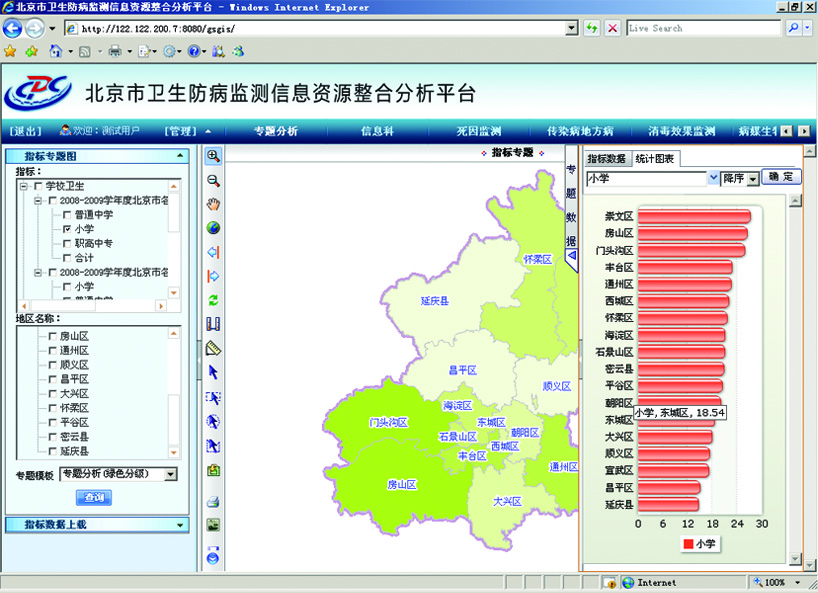 北京市卫生防病监测信息资源整合分析平台 - Windows Internet Explorer
http://122.122.200.7:8080/gsgis/
Live Search
CDC
北京市卫生防病监测信息资源整合分析平台
[退出] 欢迎：测试用户 [管理] 专题分析 信息科 死因监测 传染病地方病 消毒效果监测 病媒生
指标专题图
指标：
学校卫生
2008-2009学年度北京市各
普通中学
小学
职高中专
合计
2008-2009学年度北京市各
小学
普通中学
地区名称：
房山区
通州区
顺义区
昌平区
大兴区
怀柔区
平谷区
密云县
延庆县
专题模板 专题分析(绿色分级)
查询
指标数据上载
指标专题
怀柔区
延庆县
昌平区
顺义区
海淀区
门头沟区
东城区
石景山区
朝阳区
西城区
丰台区
通州区
房山区
大兴区
专题数据
指标数据 统计图表
小学 降序 确 定
崇文区
房山区
门头沟区
丰台区
通州区
西城区
怀柔区
海淀区
石景山区
密云县
平谷区
朝阳区
小学, 东城区, 18.54
东城区
大兴区
顺义区
宣武区
昌平区
延庆县
0 6 12 18 24 30
小学
Internet 100%